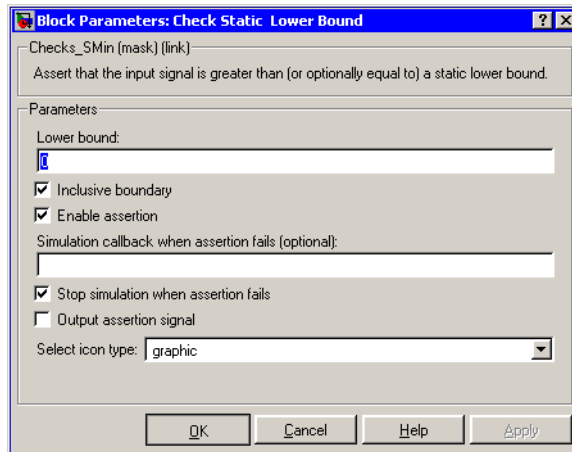 Block Parameters: Check Static Lower Bound
Checks_SMin (mask) (link)
Assert that the input signal is greater than (or optionally equal to) a static lower bound.
Parameters
Lower bound:
0
Inclusive boundary
Enable assertion
Simulation callback when assertion fails (optional):
Stop simulation when assertion fails
Output assertion signal
Select icon type: graphic
OK Cancel Help Apply